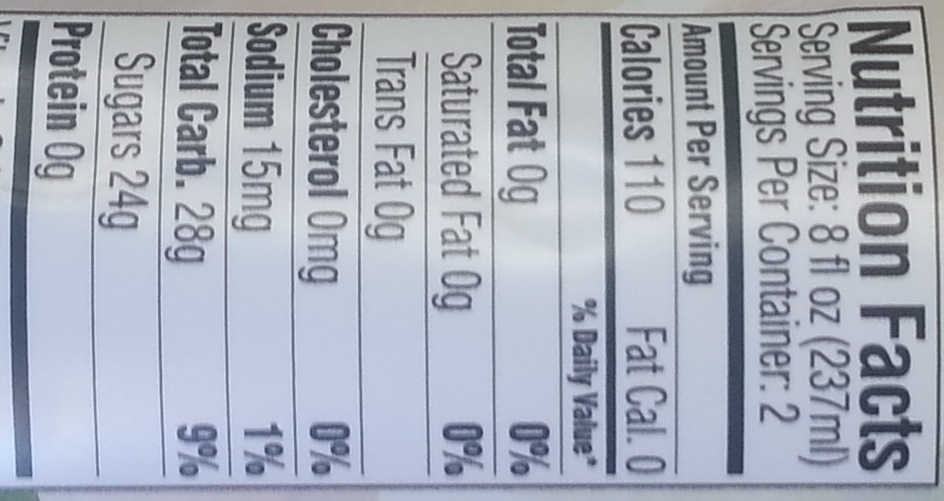 Nutrition Facts
Serving Size: 8 fl oz (237ml)
Servings Per Container: 2
Amount Per Serving
Calories 110 Fat Cal. 0
% Daily Value*
Total Fat 0g 0%
Saturated Fat 0g 0%
Trans Fat 0g
Cholesterol 0mg 0%
Sodium 15mg 1%
Total Carb. 28g 9%
Sugars 24g
Protein 0g